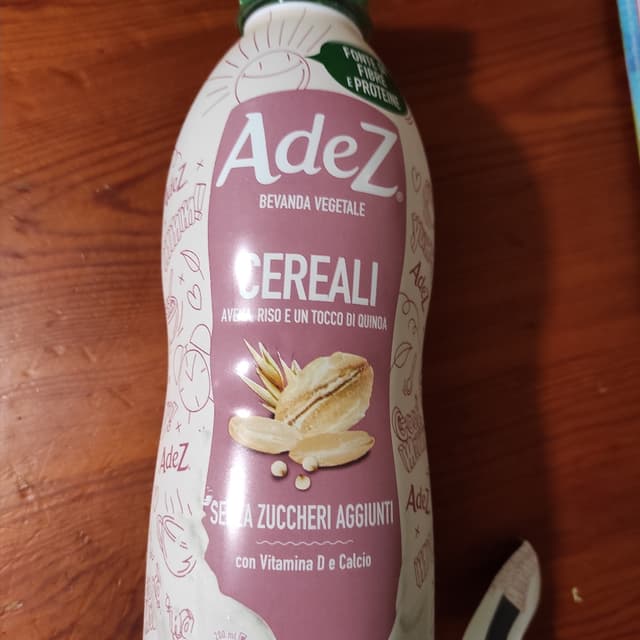 FONTE DI
FIBRE
E PROTEINE
AdeZ®
BEVANDA VEGETALE
CEREALI
AVENA, RISO E UN TOCCO DI QUINOA
SENZA ZUCCHERI AGGIUNTI
con Vitamina D e Calcio
AdeZ
AdeZ
AdeZ
AdeZ